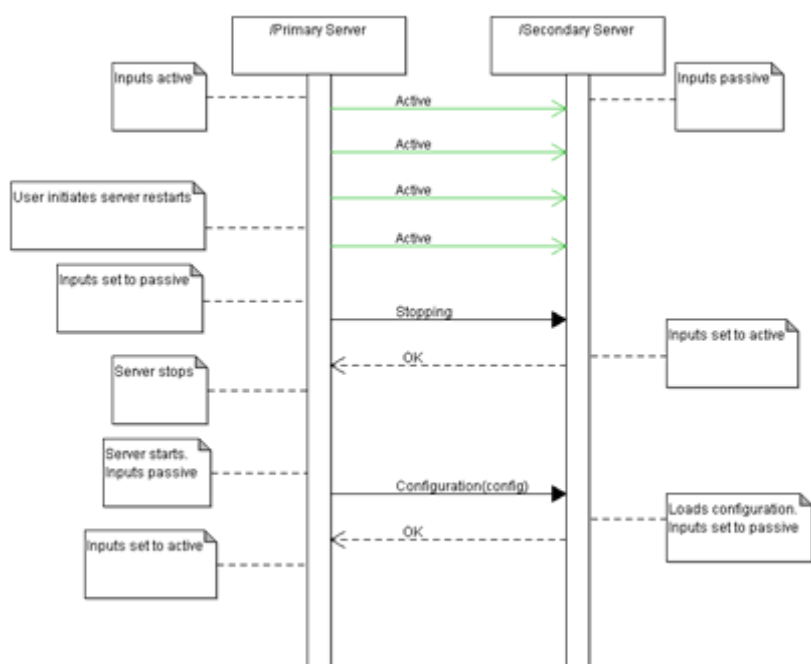 /Primary Server
/Secondary Server
Inputs active
Inputs passive
Active
Active
User initiates server restarts
Active
Active
Inputs set to passive
Stopping
Inputs set to active
OK
Server stops
Server starts.
Inputs passive
Configuration(config)
Loads configuration.
Inputs set to passive
OK
Inputs set to active